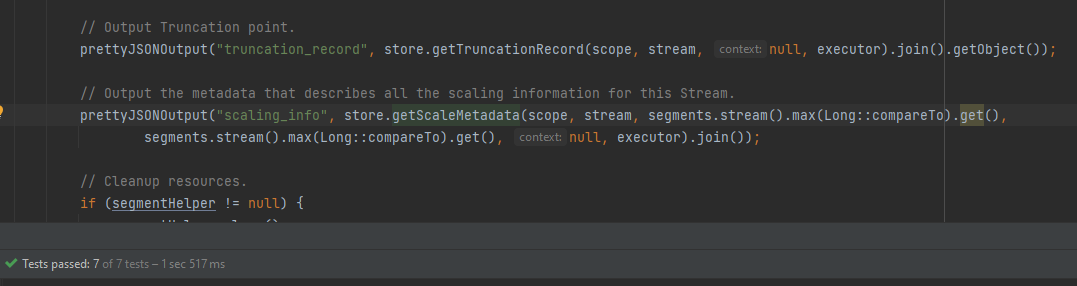 // Output Truncation point.
prettyJSONOutput("truncation_record", store.getTruncationRecord(scope, stream, context: null, executor).join().getObject());
// Output the metadata that describes all the scaling information for this Stream.
prettyJSONOutput("scaling_info", store.getScaleMetadata(scope, stream, segments.stream().max(Long::compareTo).get(),
segments.stream().max(Long::compareTo).get(), context: null, executor).join());
// Cleanup resources.
if (segmentHelper != null) {
Tests passed: 7 of 7 tests – 1 sec 517 ms